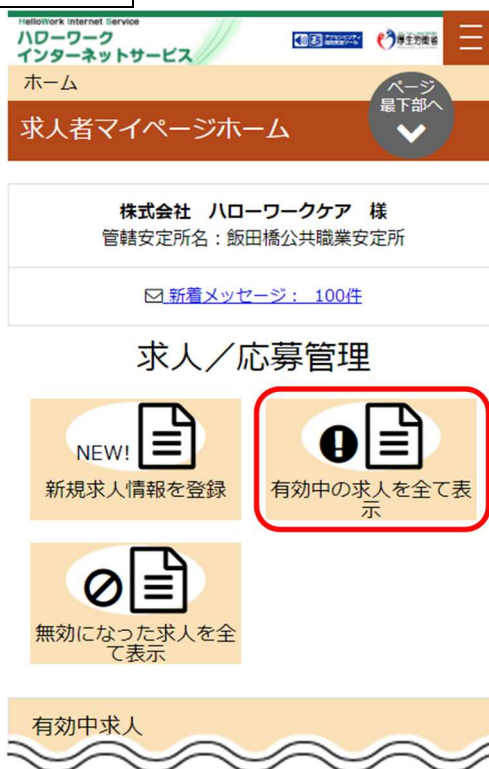 HelloWork Internet Service
ハローワーク
インターネットサービス
厚生労働省
ホーム
ページ
最下部へ
求人者マイページホーム
株式会社 ハローワークケア 様
管轄安定所名：飯田橋公共職業安定所
新着メッセージ： 100件
求人／応募管理
NEW!
新規求人情報を登録
有効中の求人を全て表
示
無効になった求人を全
て表示
有効中求人